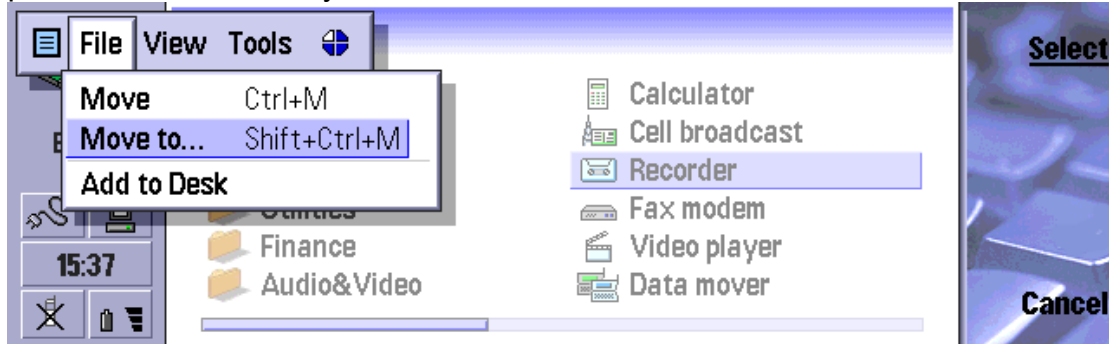 File View Tools
Select
Move Ctrl+M
Move to... Shift+Ctrl+M
Add to Desk
Calculator
Cell broadcast
Recorder
Utilities
Fax modem
Finance
Video player
Audio&Video
Data mover
15:37
Cancel